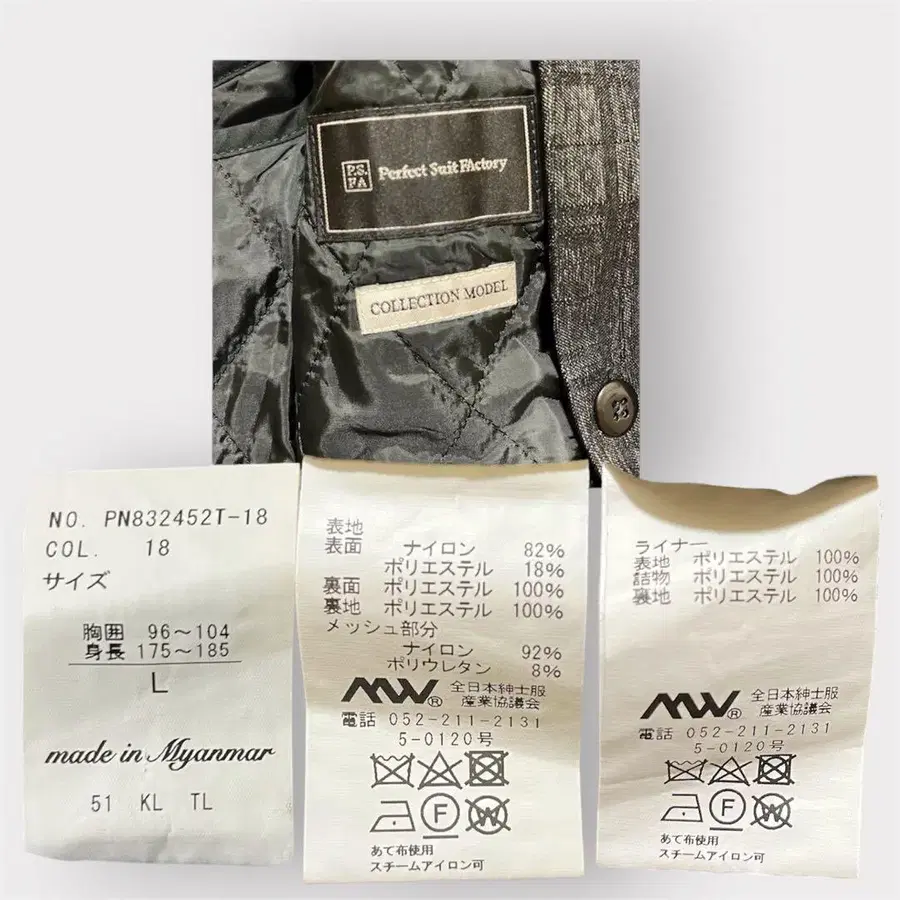 P.S.
FA
Perfect Suit FActory
COLLECTION MODEL
NO. PN832452T-18
COL. 18
サイズ
胸囲 96~104
身長 175~185
L
made in Myanmar
51 KL TL
表地
表面 ナイロン 82%
ポリエステル 18%
裏面 ポリエステル 100%
裏地 ポリエステル 100%
メッシュ部分
ナイロン 92%
ポリウレタン 8%
MW® 全日本紳士服
産業協議会
電話 052-211-2131
5-0120号
F W
あて布使用
スチームアイロン可
ライナー
表地 ポリエステル 100%
詰物 ポリエステル 100%
裏地 ポリエステル 100%
MW® 全日本紳士服
産業協議会
電話 052-211-2131
5-0120号
F W
あて布使用
スチームアイロン可